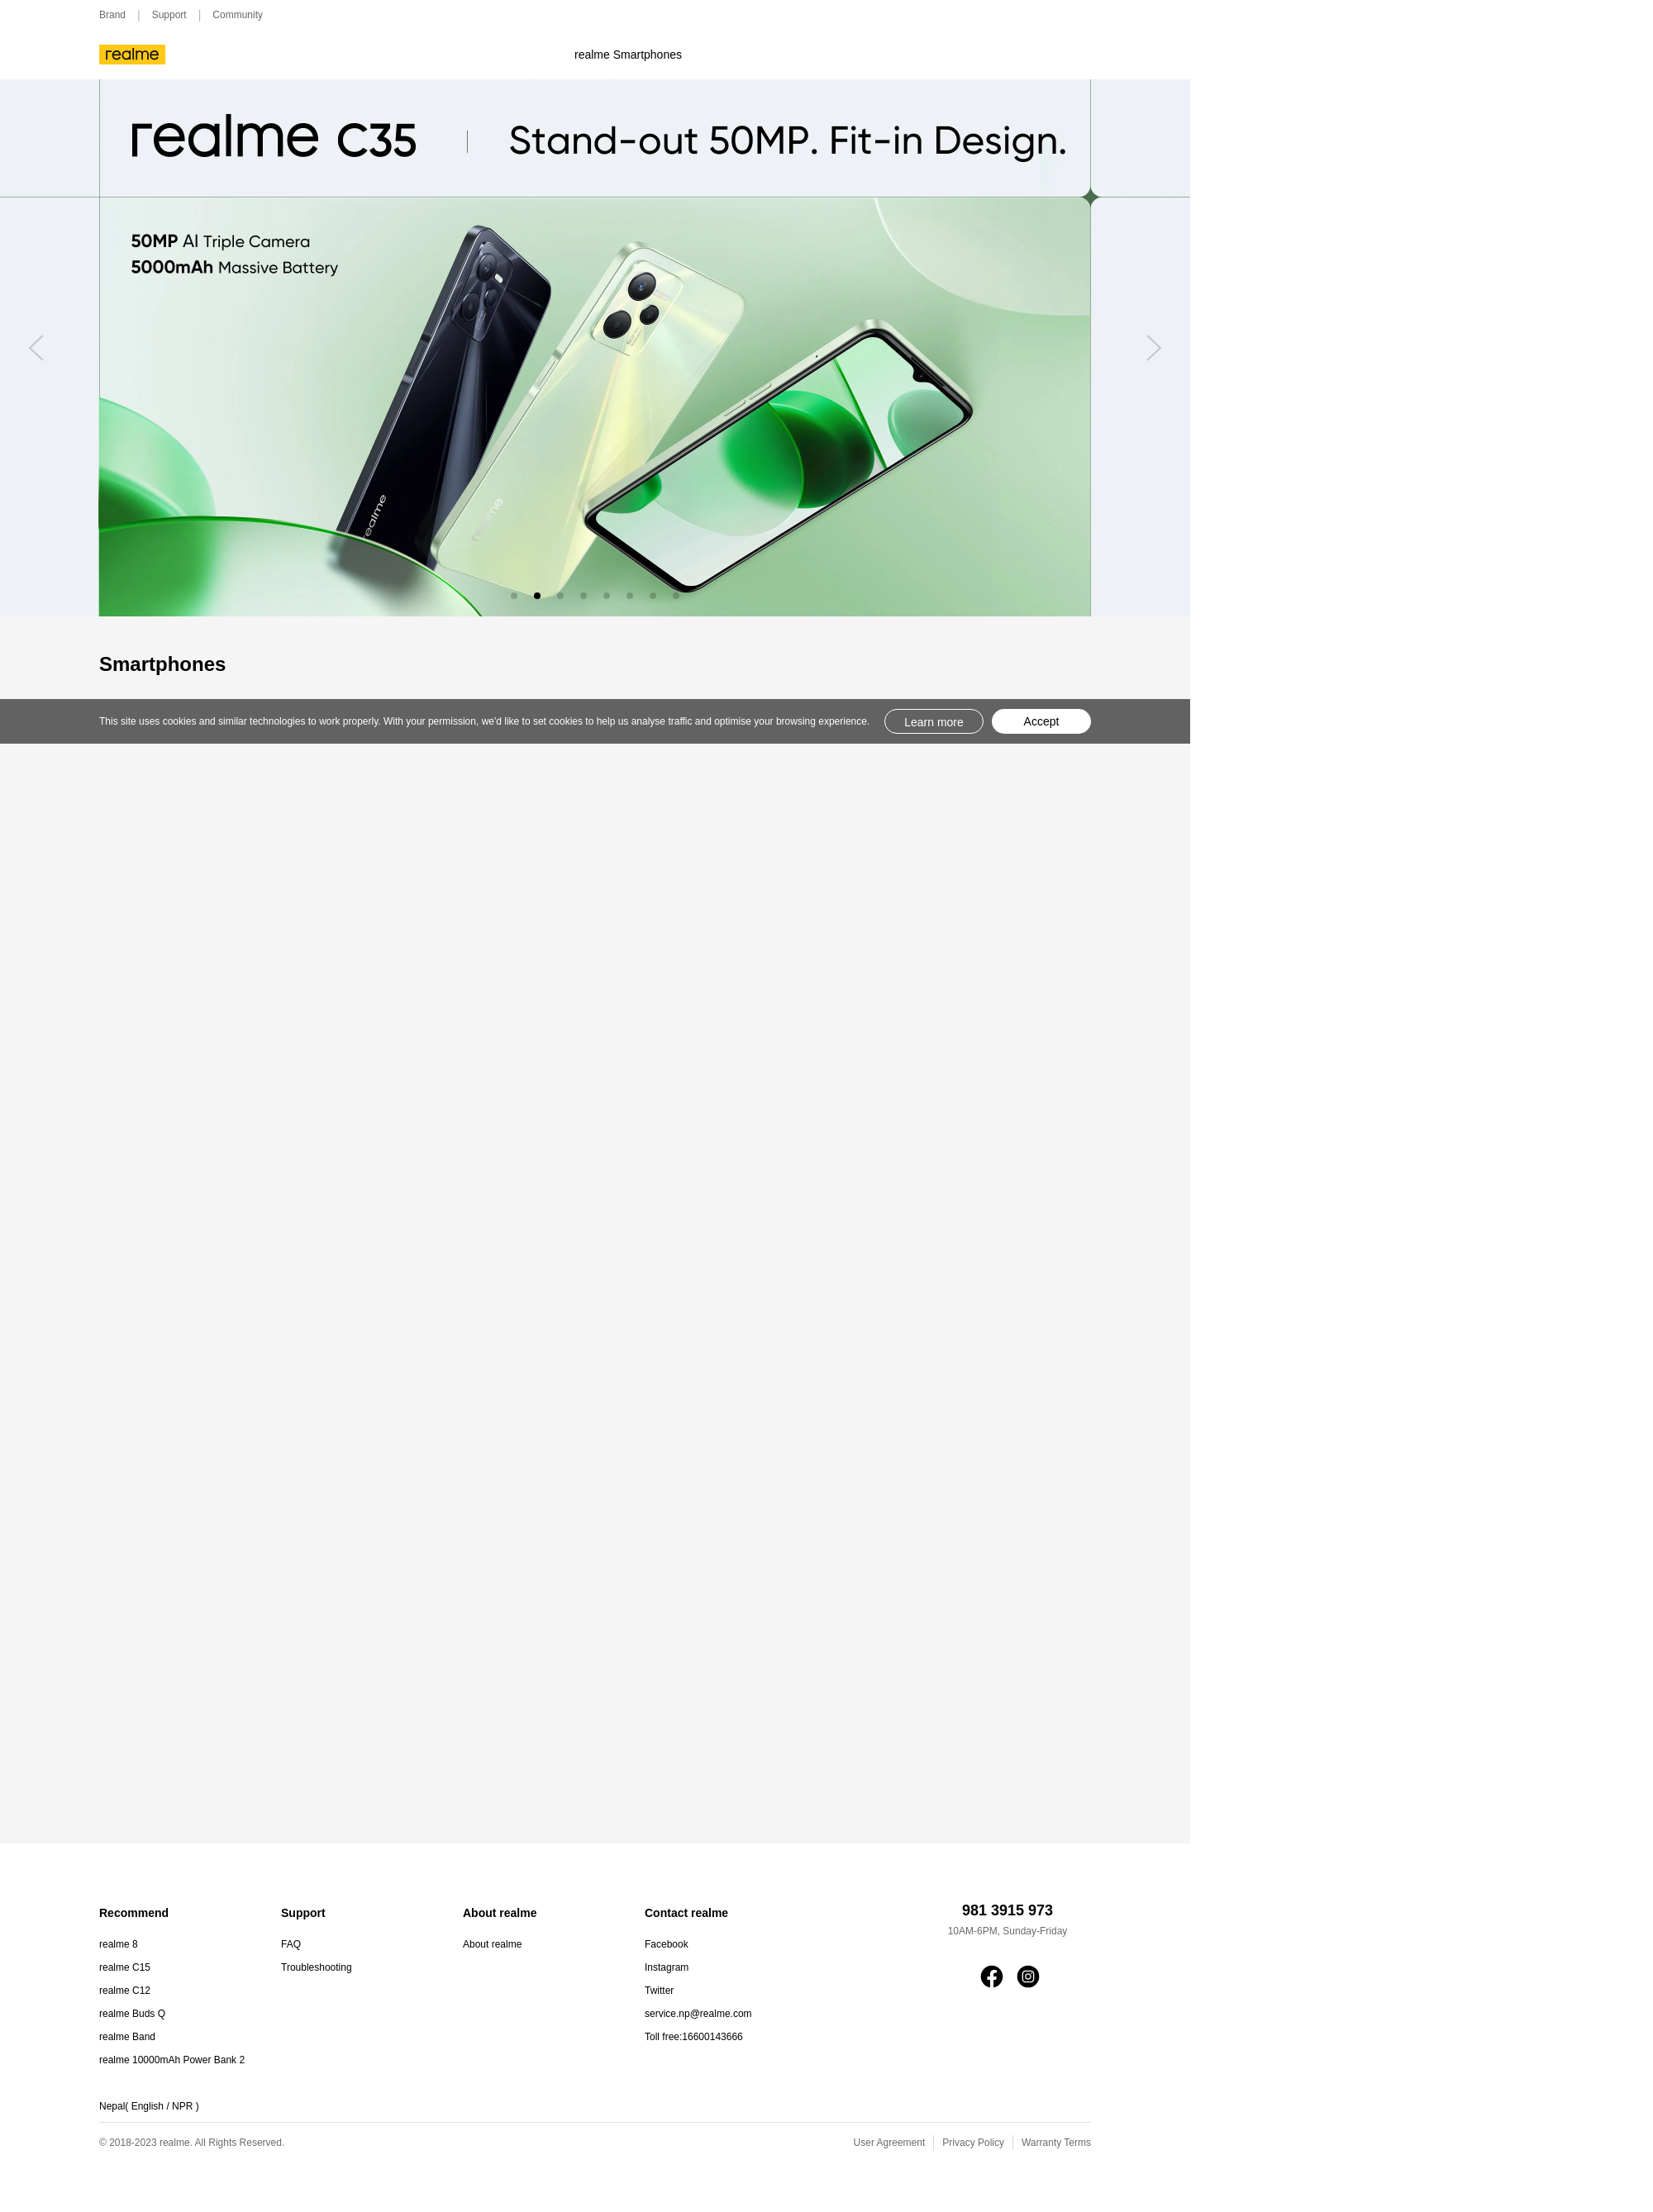 Brand
Support
Community
realme
realme Smartphones
realme C35
Stand-out 50MP. Fit-in Design.
50MP AI Triple Camera
5000mAh Massive Battery
realme
realme
Smartphones
This site uses cookies and similar technologies to work properly. With your permission, we'd like to set cookies to help us analyse traffic and optimise your browsing experience.
Learn more
Accept
Recommend
realme 8
realme C15
realme C12
realme Buds Q
realme Band
realme 10000mAh Power Bank 2
Support
FAQ
Troubleshooting
About realme
About realme
Contact realme
Facebook
Instagram
Twitter
service.np@realme.com
Toll free:16600143666
981 3915 973
10AM-6PM, Sunday-Friday
Nepal( English / NPR )
© 2018-2023 realme. All Rights Reserved.
User Agreement
Privacy Policy
Warranty Terms